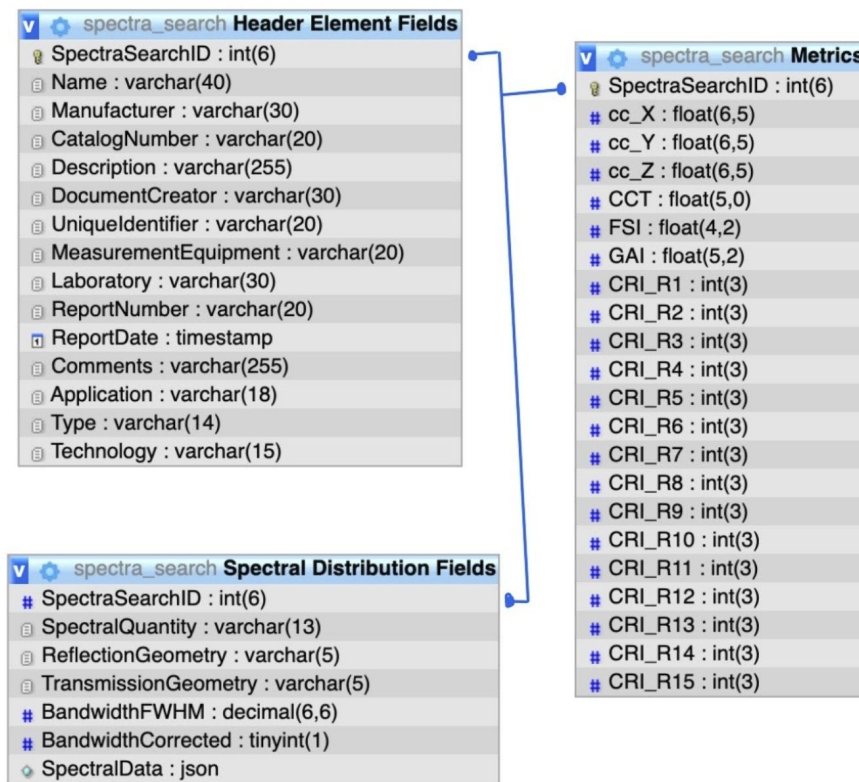 spectra_search Header Element Fields
SpectraSearchID : int(6)
Name : varchar(40)
Manufacturer : varchar(30)
CatalogNumber : varchar(20)
Description : varchar(255)
DocumentCreator : varchar(30)
UniqueIdentifier : varchar(20)
MeasurementEquipment : varchar(20)
Laboratory : varchar(30)
ReportNumber : varchar(20)
ReportDate : timestamp
Comments : varchar(255)
Application : varchar(18)
Type : varchar(14)
Technology : varchar(15)
spectra_search Metrics
SpectraSearchID : int(6)
cc_X : float(6,5)
cc_Y : float(6,5)
cc_Z : float(6,5)
CCT : float(5,0)
FSI : float(4,2)
GAI : float(5,2)
CRI_R1 : int(3)
CRI_R2 : int(3)
CRI_R3 : int(3)
CRI_R4 : int(3)
CRI_R5 : int(3)
CRI_R6 : int(3)
CRI_R7 : int(3)
CRI_R8 : int(3)
CRI_R9 : int(3)
CRI_R10 : int(3)
CRI_R11 : int(3)
CRI_R12 : int(3)
CRI_R13 : int(3)
CRI_R14 : int(3)
CRI_R15 : int(3)
spectra_search Spectral Distribution Fields
SpectraSearchID : int(6)
SpectralQuantity : varchar(13)
ReflectionGeometry : varchar(5)
TransmissionGeometry : varchar(5)
BandwidthFWHM : decimal(6,6)
BandwidthCorrected : tinyint(1)
SpectralData : json